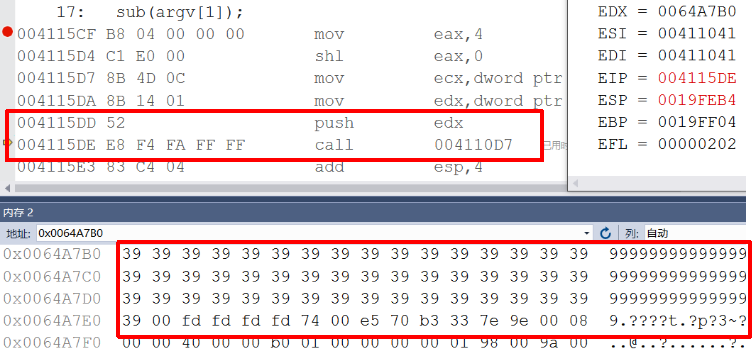 17: sub(argv[1]);
004115CF B8 04 00 00 00 mov eax,4
004115D4 C1 E0 00 shl eax,0
004115D7 8B 4D 0C mov ecx,dword ptr
004115DA 8B 14 01 mov edx,dword ptr
004115DD 52 push edx
004115DE E8 F4 FA FF FF call 004110D7 已用时
004115E3 83 C4 04 add esp,4
EDX = 0064A7B0
ESI = 00411041
EDI = 00411041
EIP = 004115DE
ESP = 0019FEB4
EBP = 0019FF04
EFL = 00000202
内存 2
地址: 0x0064A7B0 列: 自动
0x0064A7B0 39 39 39 39 39 39 39 39 39 39 39 39 39 39 39 39 9999999999999999
0x0064A7C0 39 39 39 39 39 39 39 39 39 39 39 39 39 39 39 39 9999999999999999
0x0064A7D0 39 39 39 39 39 39 39 39 39 39 39 39 39 39 39 39 9999999999999999
0x0064A7E0 39 00 fd fd fd fd 74 00 e5 70 b3 33 7e 9e 00 08 9.????t.?p?3~?
0x0064A7F0 00 00 40 00 00 00 b0 01 00 00 00 00 01 98 00 9a 00 ..@..?......?.